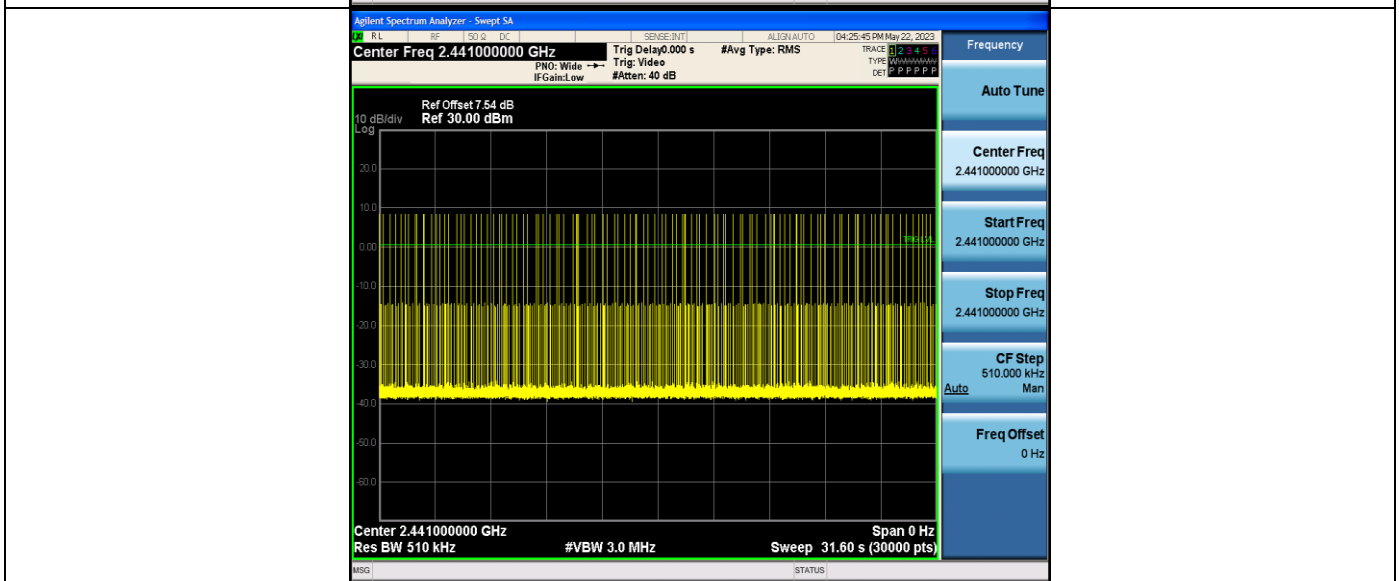 Agilent Spectrum Analyzer - Swept SA
RL RF 50 Ω DC SENSE:INT ALIGNAUTO 04:25:45 PM May 22, 2023
Center Freq 2.441000000 GHz Trig Delay0.000 s #Avg Type: RMS TRACE 1 2 3 4 5 6
PNO: Wide Trig: Video TYPE WWWWWW
IFGain:Low #Atten: 40 dB DET P P P P P P
Ref Offset 7.54 dB
10 dB/div Ref 30.00 dBm
Log
20.0
10.0
0.00
TRIG LVL
-10.0
-20.0
-30.0
-40.0
-50.0
-60.0
Center 2.441000000 GHz Span 0 Hz
Res BW 510 kHz #VBW 3.0 MHz Sweep 31.60 s (30000 pts)
MSG STATUS
Frequency
Auto Tune
Center Freq
2.441000000 GHz
Start Freq
2.441000000 GHz
Stop Freq
2.441000000 GHz
CF Step
510.000 kHz
Auto Man
Freq Offset
0 Hz